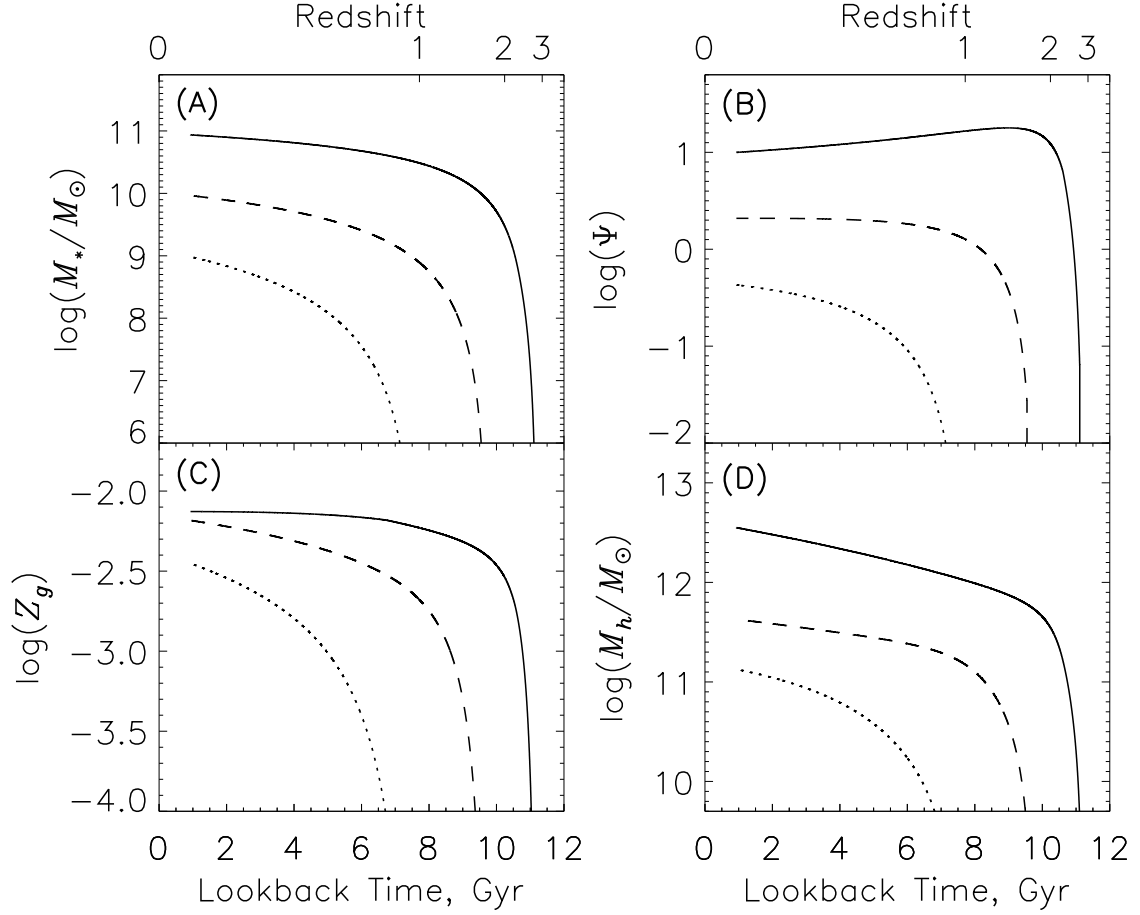 Redshift Redshift
0 1 2 3 0 1 2 3
(A) (B)
11
10
9
8
7
6
log(M*/M⊙)
1
0
−1
−2
log(Ψ)
(C) (D)
−2.0
−2.5
−3.0
−3.5
−4.0
log(Z_g)
13
12
11
10
log(M_h/M⊙)
0 2 4 6 8 10 12 0 2 4 6 8 10 12
Lookback Time, Gyr Lookback Time, Gyr